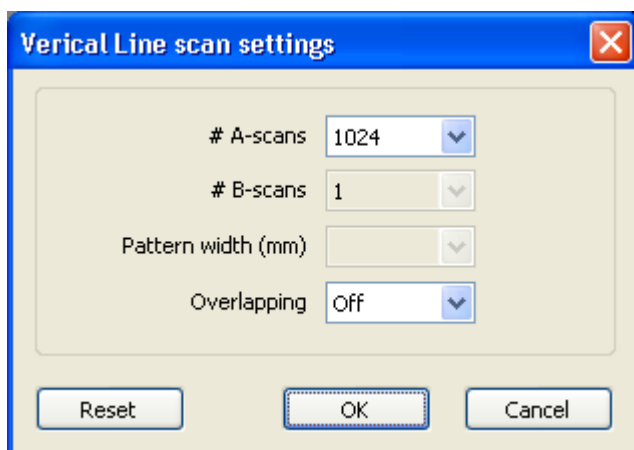 Verical Line scan settings
# A-scans 1024
# B-scans 1
Pattern width (mm)
Overlapping Off
Reset OK Cancel